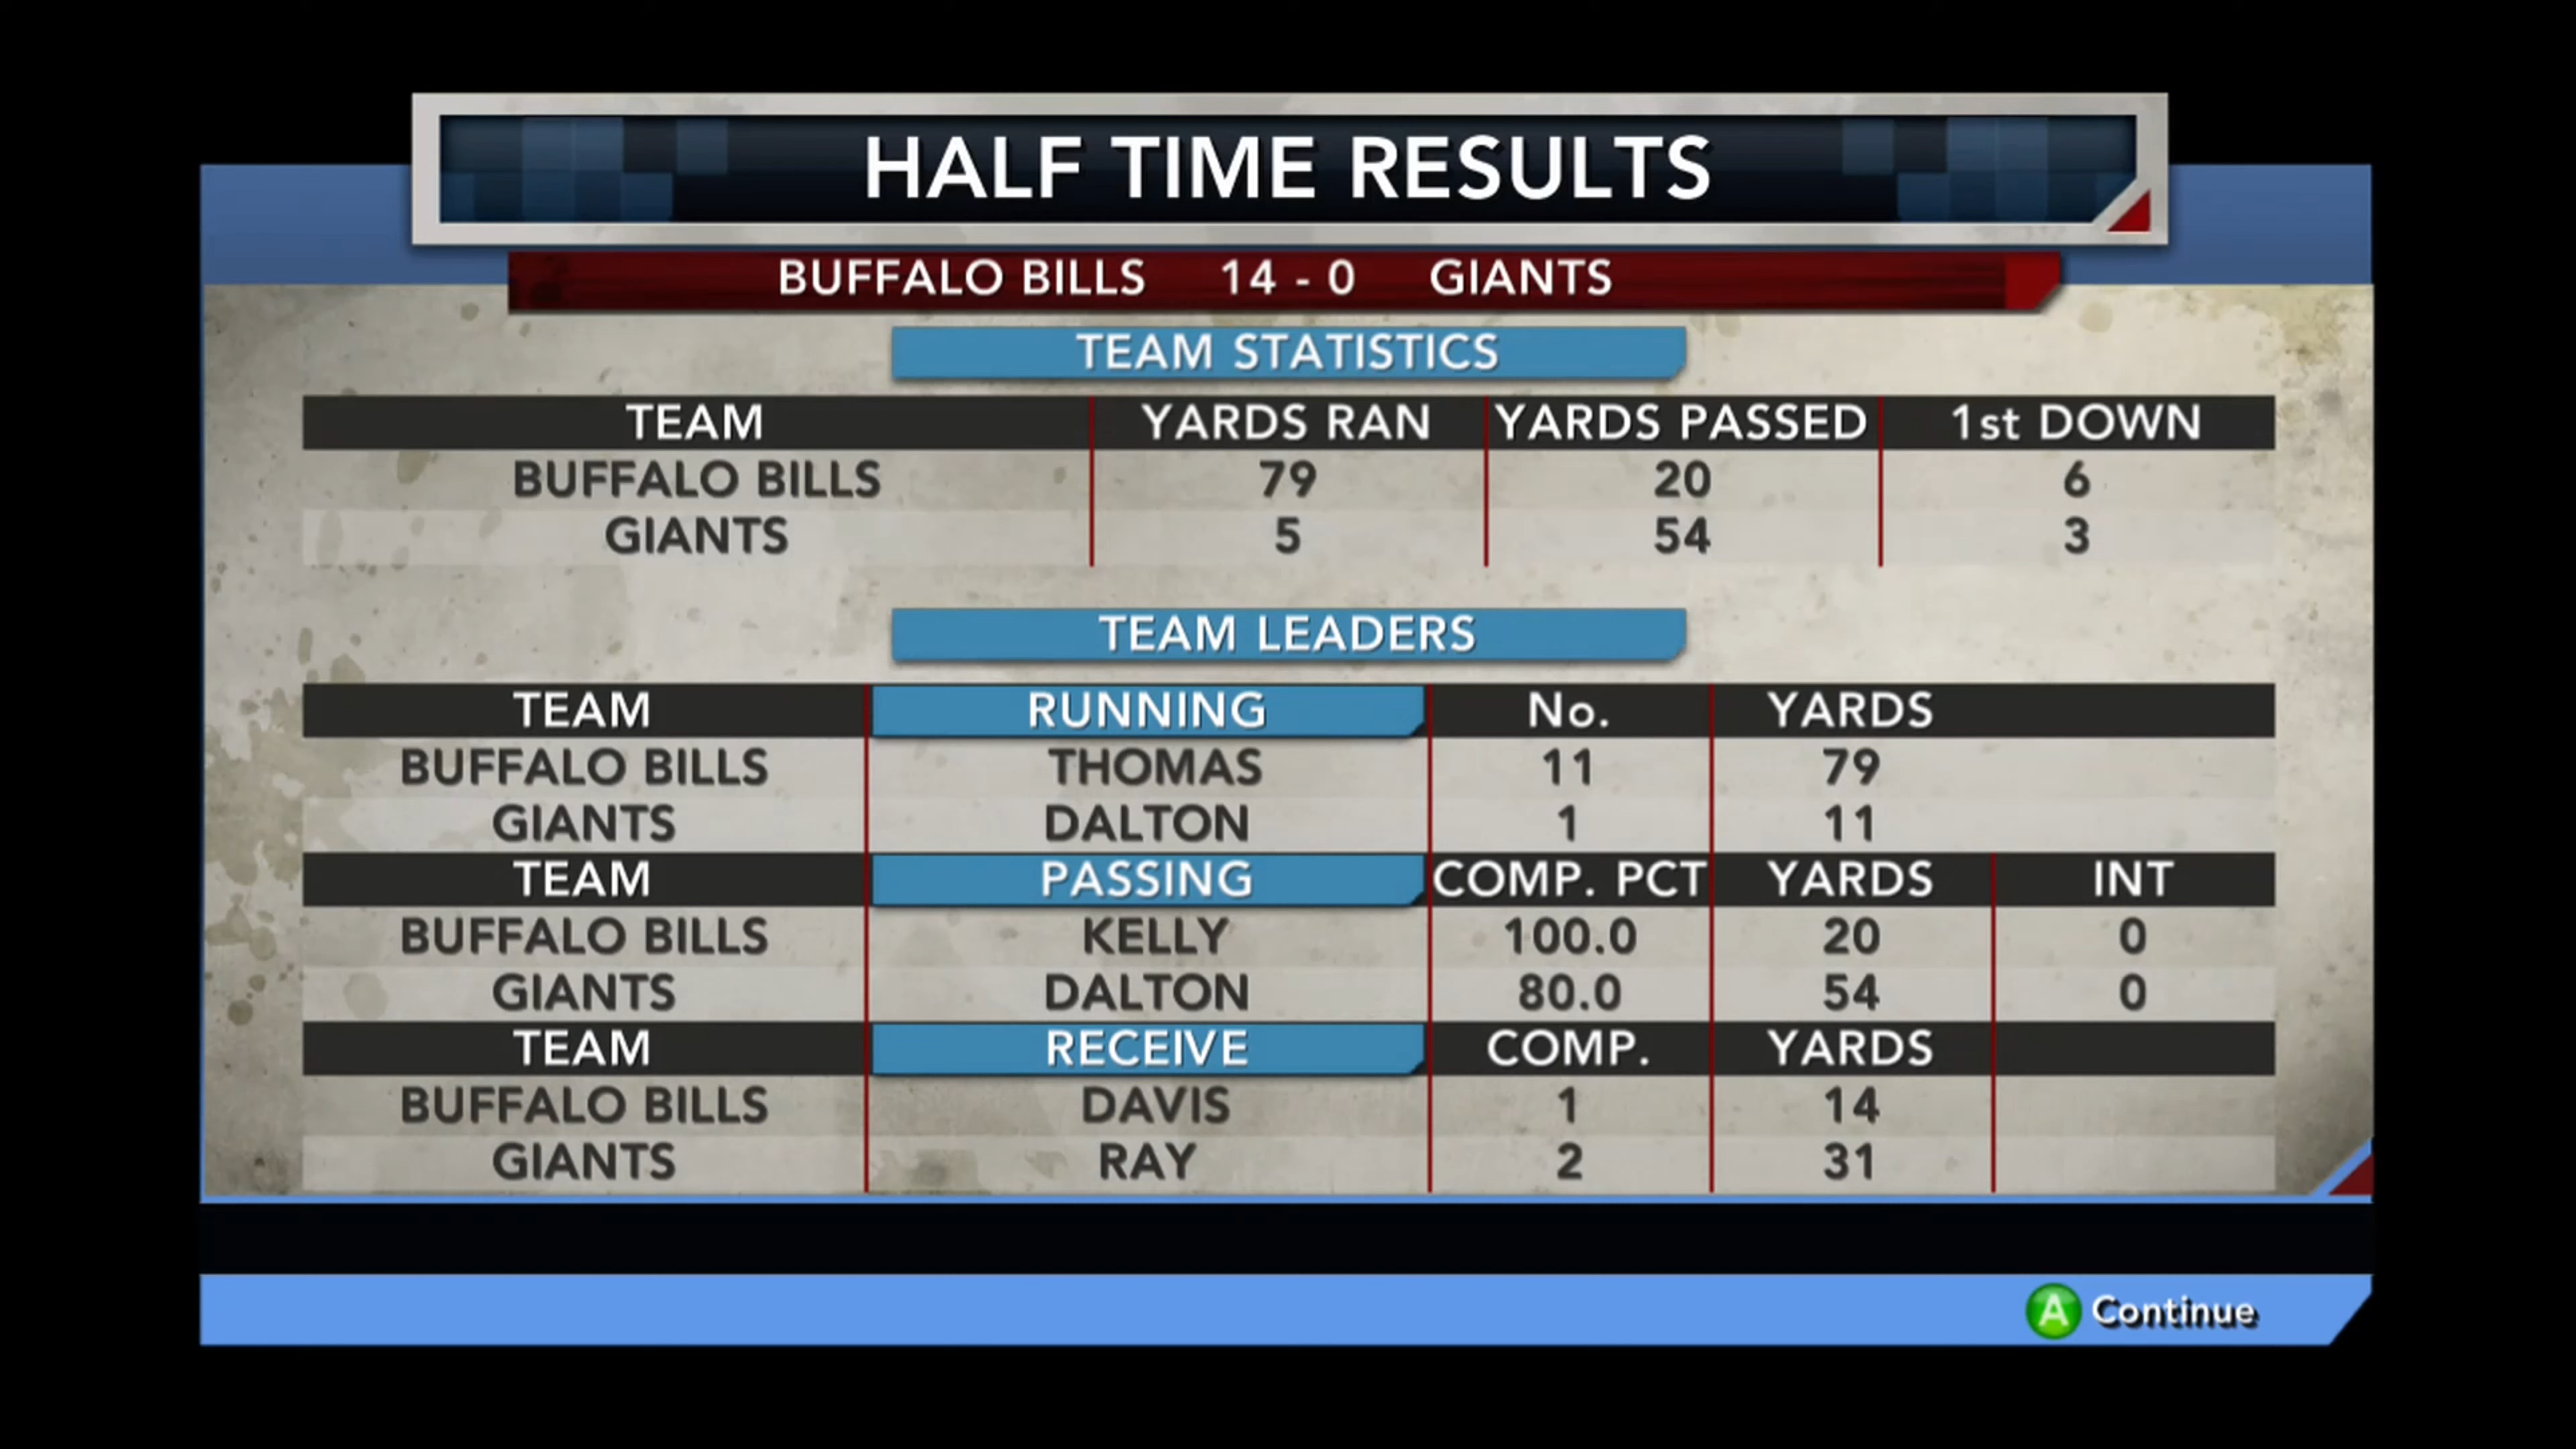 HALF TIME RESULTS
BUFFALO BILLS 14 - 0 GIANTS
TEAM STATISTICS
TEAM YARDS RAN YARDS PASSED 1st DOWN
BUFFALO BILLS 79 20 6
GIANTS 5 54 3
TEAM LEADERS
TEAM RUNNING No. YARDS
BUFFALO BILLS THOMAS 11 79
GIANTS DALTON 1 11
TEAM PASSING COMP. PCT YARDS INT
BUFFALO BILLS KELLY 100.0 20 0
GIANTS DALTON 80.0 54 0
TEAM RECEIVE COMP. YARDS
BUFFALO BILLS DAVIS 1 14
GIANTS RAY 2 31
A Continue